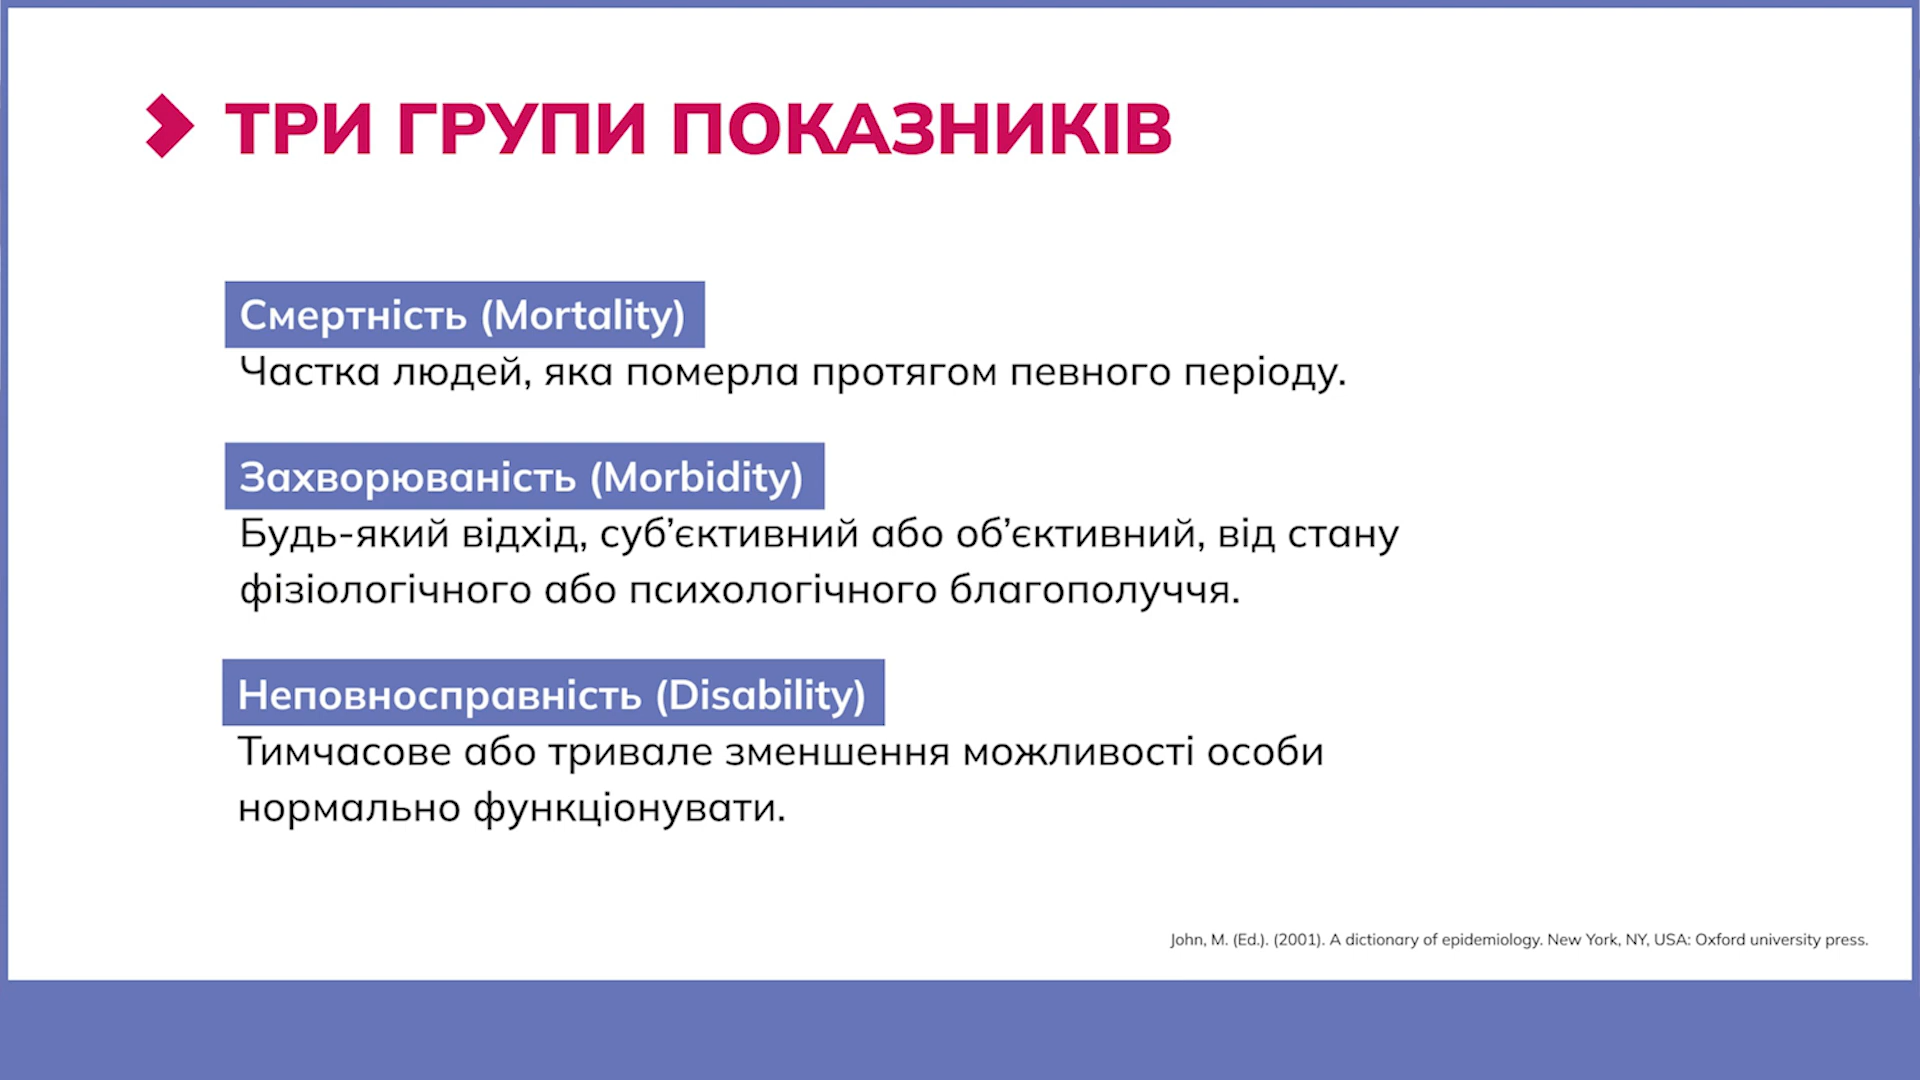 ТРИ ГРУПИ ПОКАЗНИКІВ
Смертність (Mortality)
Частка людей, яка померла протягом певного періоду.
Захворюваність (Morbidity)
Будь-який відхід, суб’єктивний або об’єктивний, від стану
фізіологічного або психологічного благополуччя.
Неповносправність (Disability)
Тимчасове або тривале зменшення можливості особи
нормально функціонувати.
John, M. (Ed.). (2001). A dictionary of epidemiology. New York, NY, USA: Oxford university press.